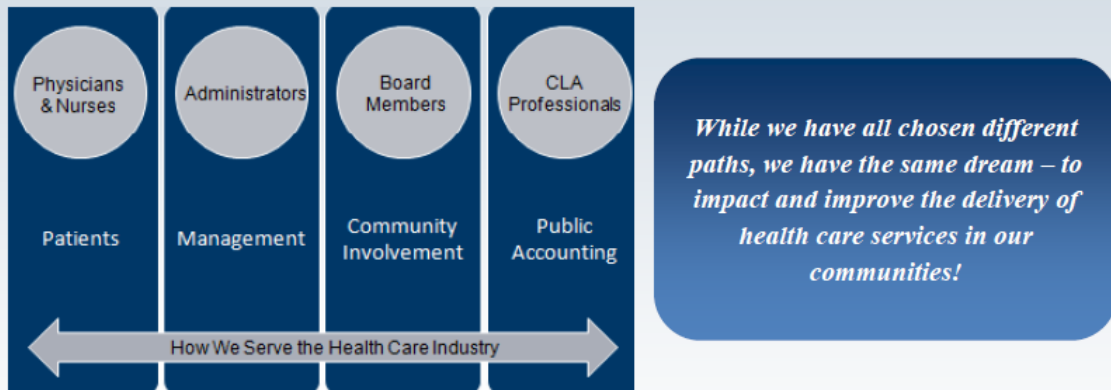 Physicians
& Nurses
Administrators
Board
Members
CLA
Professionals
Patients
Management
Community
Involvement
Public
Accounting
How We Serve the Health Care Industry
While we have all chosen different
paths, we have the same dream – to
impact and improve the delivery of
health care services in our
communities!